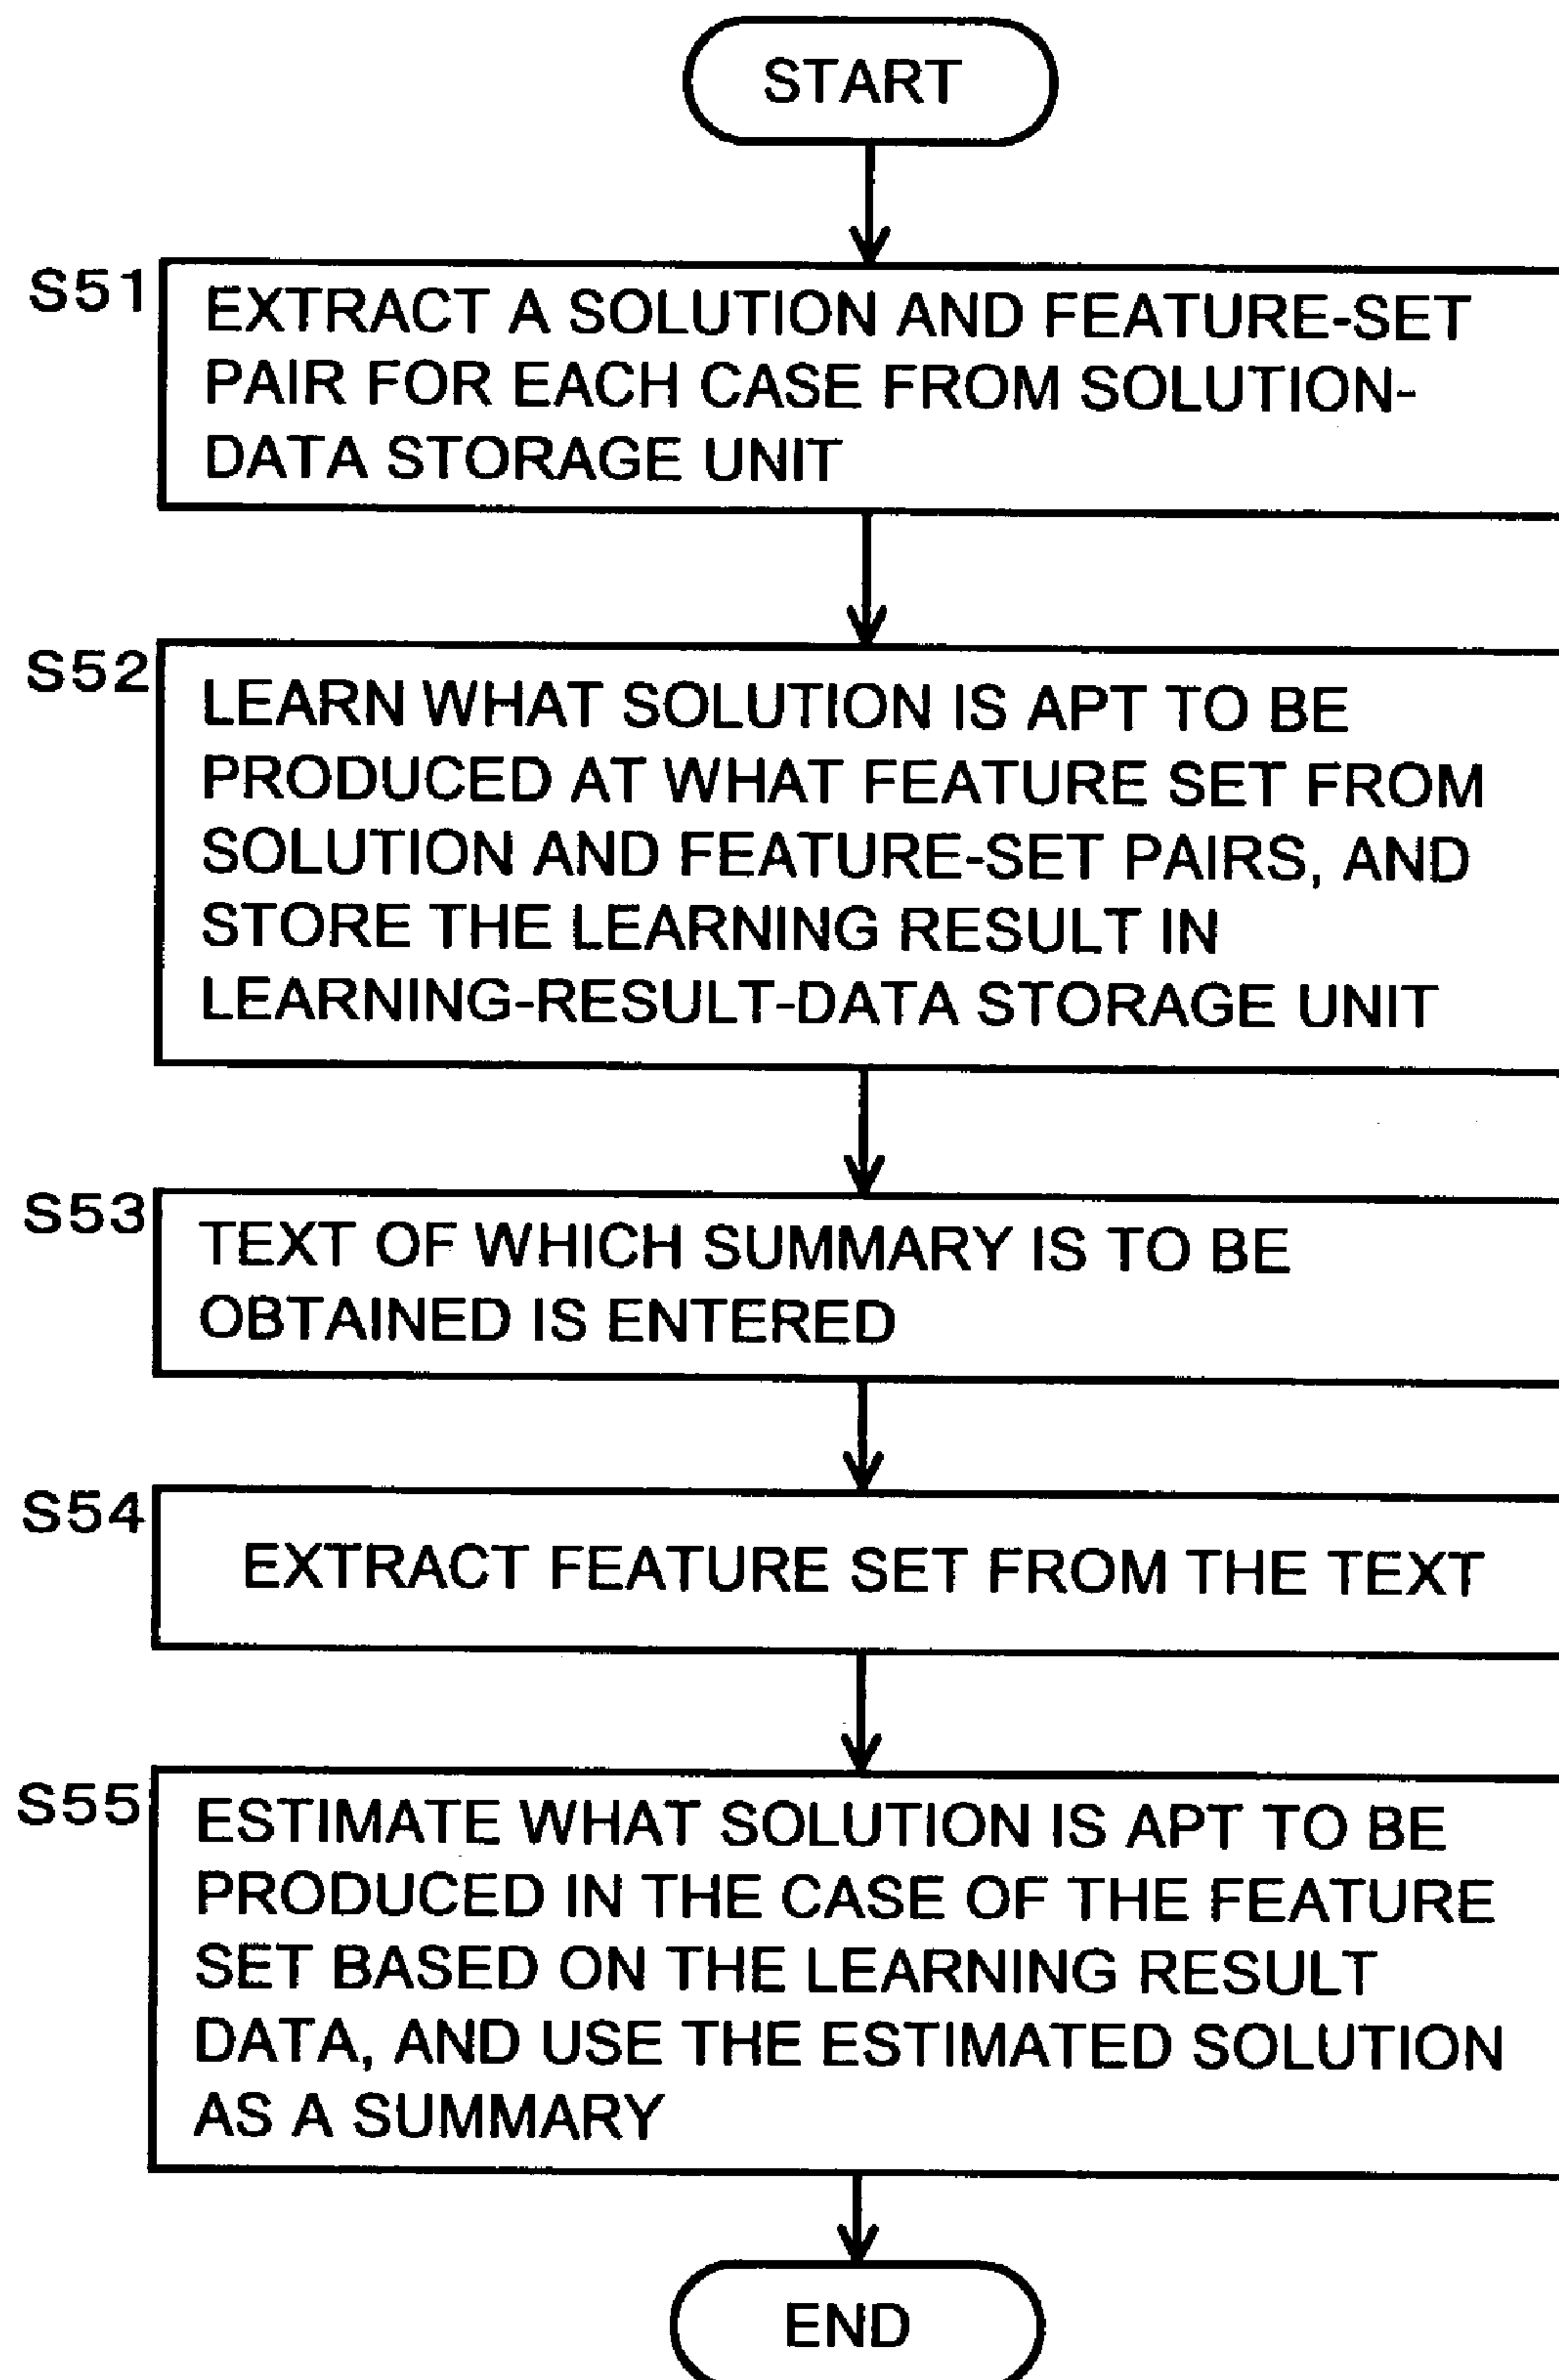 START
S51
EXTRACT A SOLUTION AND FEATURE-SET
PAIR FOR EACH CASE FROM SOLUTION-
DATA STORAGE UNIT
S52
LEARN WHAT SOLUTION IS APT TO BE
PRODUCED AT WHAT FEATURE SET FROM
SOLUTION AND FEATURE-SET PAIRS, AND
STORE THE LEARNING RESULT IN
LEARNING-RESULT-DATA STORAGE UNIT
S53
TEXT OF WHICH SUMMARY IS TO BE
OBTAINED IS ENTERED
S54
EXTRACT FEATURE SET FROM THE TEXT
S55
ESTIMATE WHAT SOLUTION IS APT TO BE
PRODUCED IN THE CASE OF THE FEATURE
SET BASED ON THE LEARNING RESULT
DATA, AND USE THE ESTIMATED SOLUTION
AS A SUMMARY
END